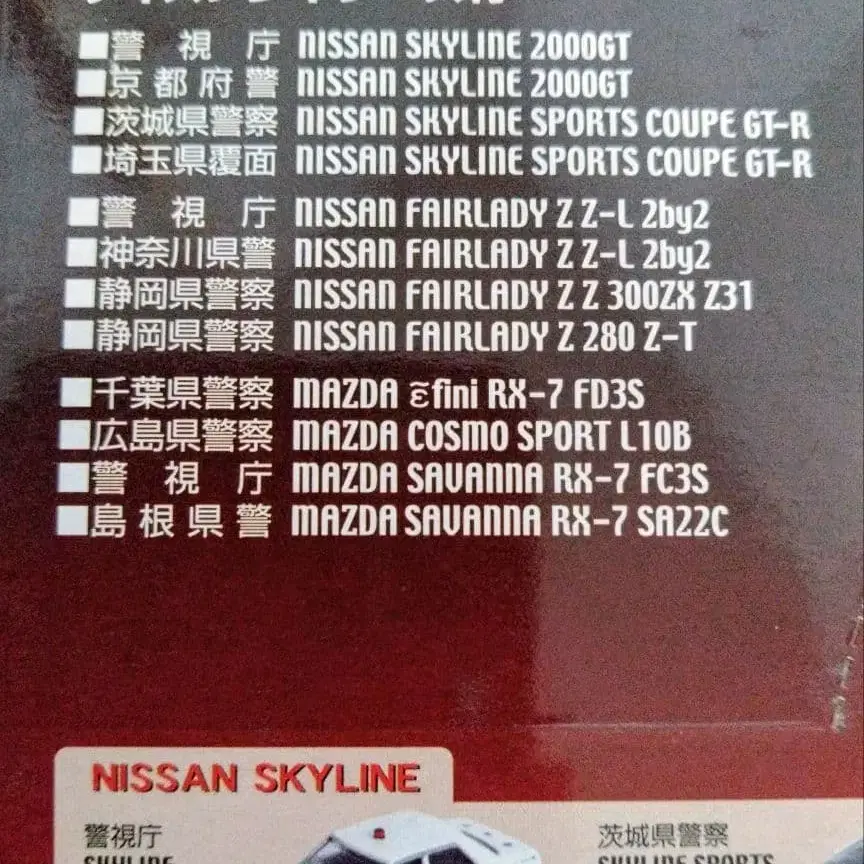 ■警視庁 NISSAN SKYLINE 2000GT
■京都府警 NISSAN SKYLINE 2000GT
■茨城県警察 NISSAN SKYLINE SPORTS COUPE GT-R
■埼玉県覆面 NISSAN SKYLINE SPORTS COUPE GT-R
■警視庁 NISSAN FAIRLADY Z Z-L 2by2
■神奈川県警 NISSAN FAIRLADY Z Z-L 2by2
■静岡県警察 NISSAN FAIRLADY Z Z 300ZX Z31
■静岡県警察 NISSAN FAIRLADY Z 280 Z-T
■千葉県警察 MAZDA ε̃fini RX-7 FD3S
■広島県警察 MAZDA COSMO SPORT L10B
■警視庁 MAZDA SAVANNA RX-7 FC3S
■島根県警 MAZDA SAVANNA RX-7 SA22C
NISSAN SKYLINE
警視庁
SKYLINE
茨城県警察
SKYLINE SPORTS